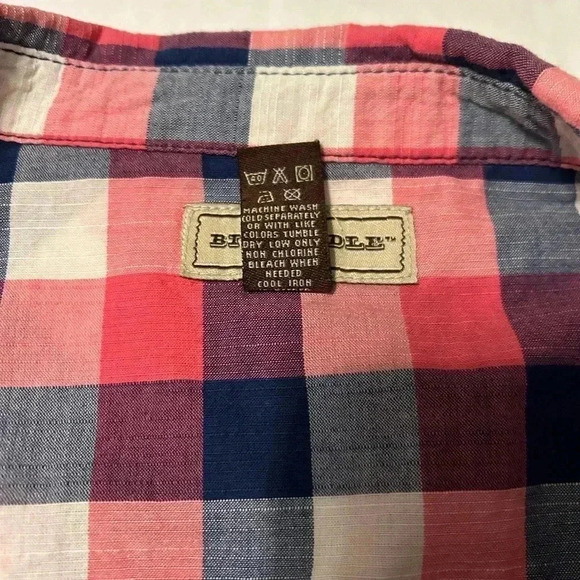 MACHINE WASH
COLD SEPARATELY
OR WITH LIKE
COLORS TUMBLE
DRY LOW ONLY
NON CHLORINE
BLEACH WHEN
NEEDED
COOL IRON